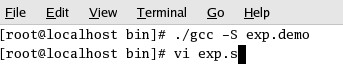 File Edit View Terminal Go Help
[root@localhost bin]# ./gcc -S exp.demo
[root@localhost bin]# vi exp.s